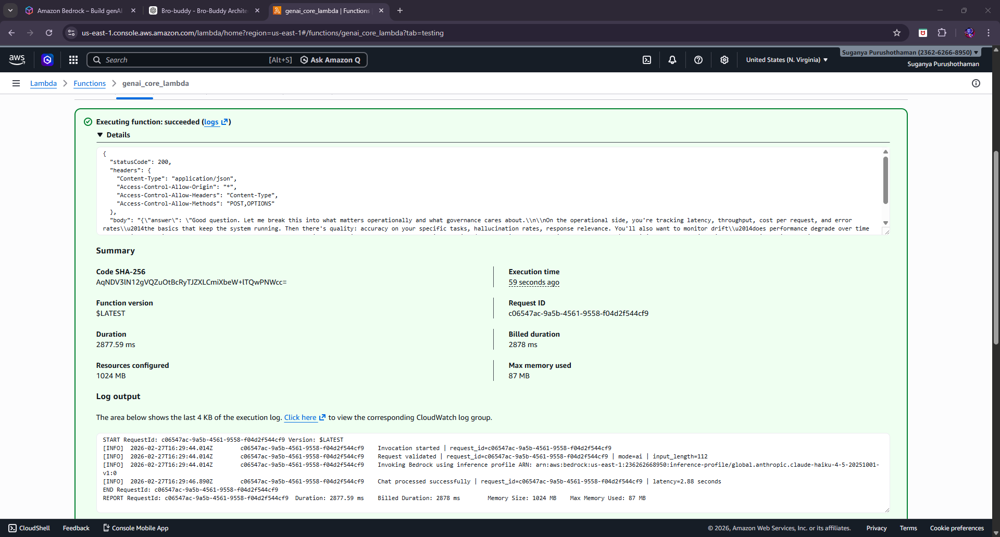 Amazon Bedrock – Build genAI
Bro-buddy - Bro-Buddy Archite
genai_core_lambda | Functions
us-east-1.console.aws.amazon.com/lambda/home?region=us-east-1#/functions/genai_core_lambda?tab=testing
aws
Search
[Alt+S]
Ask Amazon Q
United States (N. Virginia)
Suganya Purushothaman (2362-6266-8950)
Suganya Purushothaman
Lambda
Functions
genai_core_lambda
Executing function: succeeded (logs)
Details
{
"statusCode": 200,
"headers": {
"Content-Type": "application/json",
"Access-Control-Allow-Origin": "*",
"Access-Control-Allow-Headers": "Content-Type",
"Access-Control-Allow-Methods": "POST,OPTIONS"
},
"body": "{\"answer\": \"Good question. Let me break this into what matters operationally and what governance cares about.\\n\\nOn the operational side, you're tracking latency, throughput, cost per request, and error
rates\\u2014the basics that keep the system running. Then there's quality: accuracy on your specific tasks, hallucination rates, response relevance. You'll also want to monitor drift\\u2014does performance degrade over time
Summary
Code SHA-256
AqNDV3lN12gVQZuOtBcRyTJZXLCmiXbeW+lTQwPNWcc=
Execution time
59 seconds ago
Function version
$LATEST
Request ID
c06547ac-9a5b-4561-9558-f04d2f544cf9
Duration
2877.59 ms
Billed duration
2878 ms
Resources configured
1024 MB
Max memory used
87 MB
Log output
The area below shows the last 4 KB of the execution log. Click here to view the corresponding CloudWatch log group.
START RequestId: c06547ac-9a5b-4561-9558-f04d2f544cf9 Version: $LATEST
[INFO] 2026-02-27T16:29:44.014Z c06547ac-9a5b-4561-9558-f04d2f544cf9 Invocation started | request_id=c06547ac-9a5b-4561-9558-f04d2f544cf9
[INFO] 2026-02-27T16:29:44.014Z c06547ac-9a5b-4561-9558-f04d2f544cf9 Request validated | request_id=c06547ac-9a5b-4561-9558-f04d2f544cf9 | mode=ai | input_length=112
[INFO] 2026-02-27T16:29:44.014Z c06547ac-9a5b-4561-9558-f04d2f544cf9 Invoking Bedrock using inference profile ARN: arn:aws:bedrock:us-east-1:236262668950:inference-profile/global.anthropic.claude-haiku-4-5-20251001-
v1:0
[INFO] 2026-02-27T16:29:46.890Z c06547ac-9a5b-4561-9558-f04d2f544cf9 Chat processed successfully | request_id=c06547ac-9a5b-4561-9558-f04d2f544cf9 | latency=2.88 seconds
END RequestId: c06547ac-9a5b-4561-9558-f04d2f544cf9
REPORT RequestId: c06547ac-9a5b-4561-9558-f04d2f544cf9 Duration: 2877.59 ms Billed Duration: 2878 ms Memory Size: 1024 MB Max Memory Used: 87 MB
CloudShell
Feedback
Console Mobile App
© 2026, Amazon Web Services, Inc. or its affiliates.
Privacy
Terms
Cookie preferences